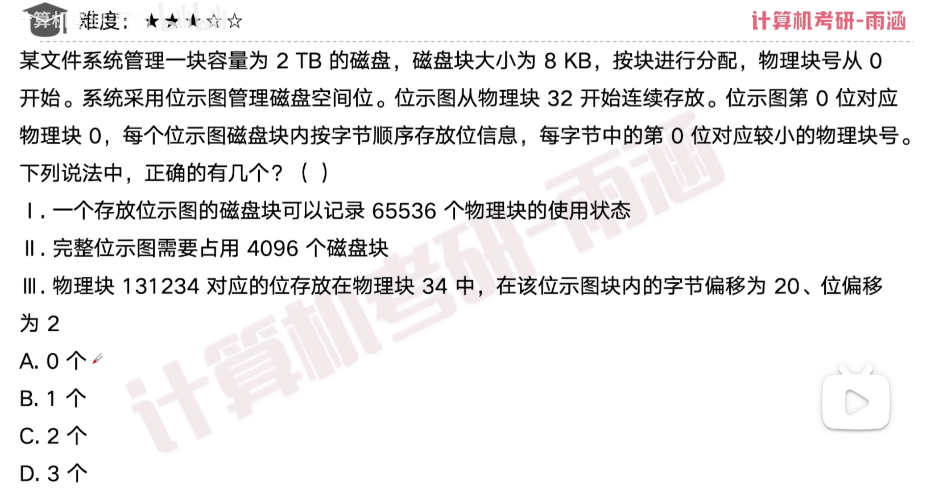 难度：★★★☆☆
计算机考研-雨涵
某文件系统管理一块容量为 2 TB 的磁盘，磁盘块大小为 8 KB，按块进行分配，物理块号从 0
开始。系统采用位示图管理磁盘空间位。位示图从物理块 32 开始连续存放。位示图第 0 位对应
物理块 0，每个位示图磁盘块内按字节顺序存放位信息，每字节中的第 0 位对应较小的物理块号。
下列说法中，正确的有几个？（ ）
Ⅰ. 一个存放位示图的磁盘块可以记录 65536 个物理块的使用状态
Ⅱ. 完整位示图需要占用 4096 个磁盘块
Ⅲ. 物理块 131234 对应的位存放在物理块 34 中，在该位示图块内的字节偏移为 20、位偏移
为 2
A. 0 个
B. 1 个
C. 2 个
D. 3 个
计算机考研-雨涵